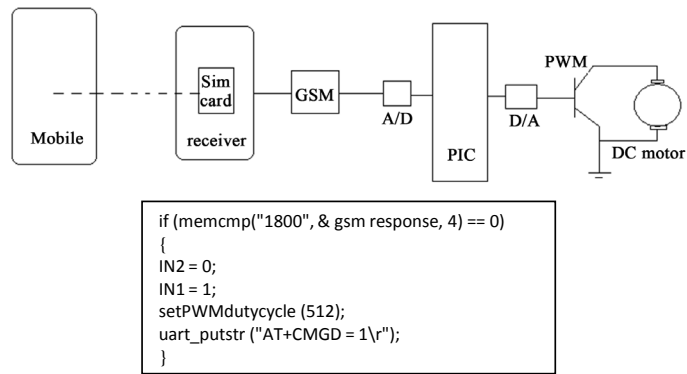 Mobile
Sim
card
receiver
GSM
A/D
PIC
D/A
PWM
DC motor
if (memcmp("1800", & gsm response, 4) == 0)
{
IN2 = 0;
IN1 = 1;
setPWMdutycycle (512);
uart_putstr ("AT+CMGD = 1\r");
}